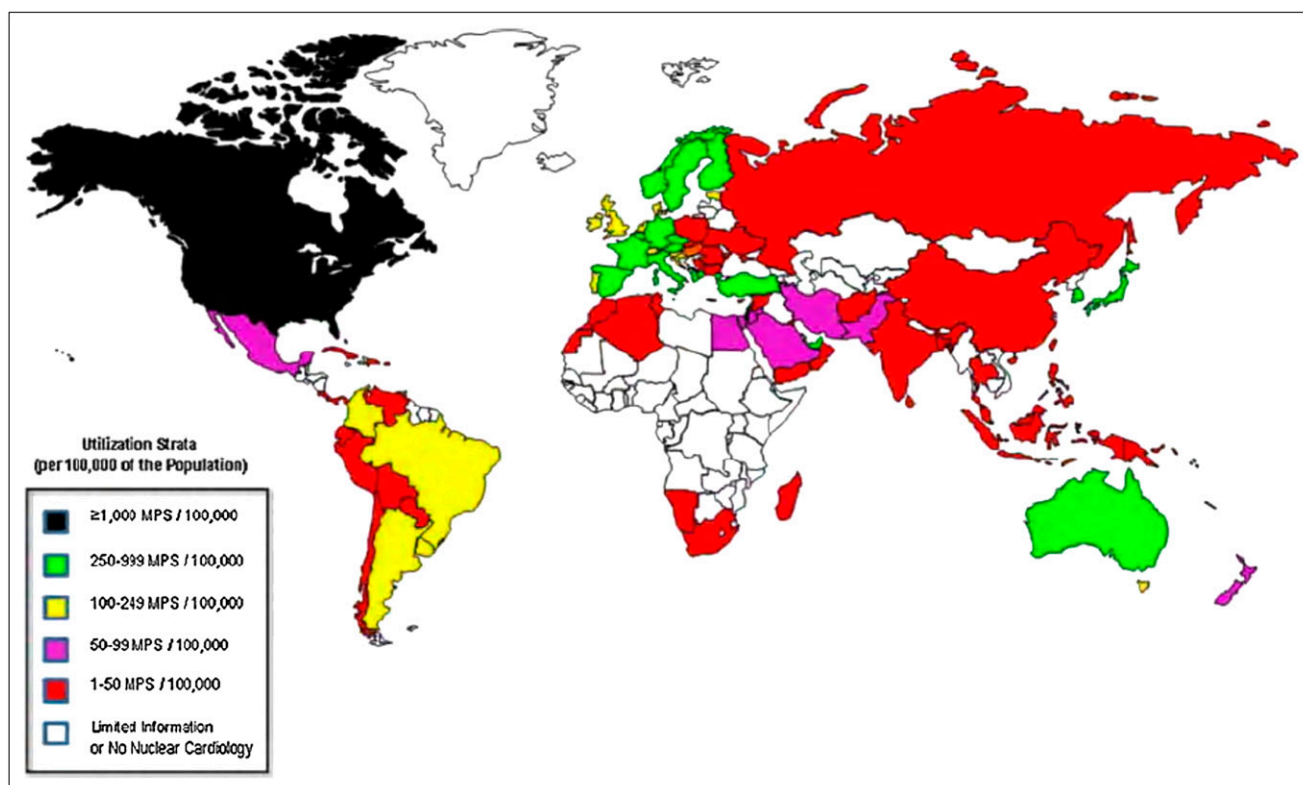 Utilization Strata
(per 100,000 of the Population)
≥1,000 MPS / 100,000
250-999 MPS / 100,000
100-249 MPS / 100,000
50-99 MPS / 100,000
1-50 MPS / 100,000
Limited Information
or No Nuclear Cardiology